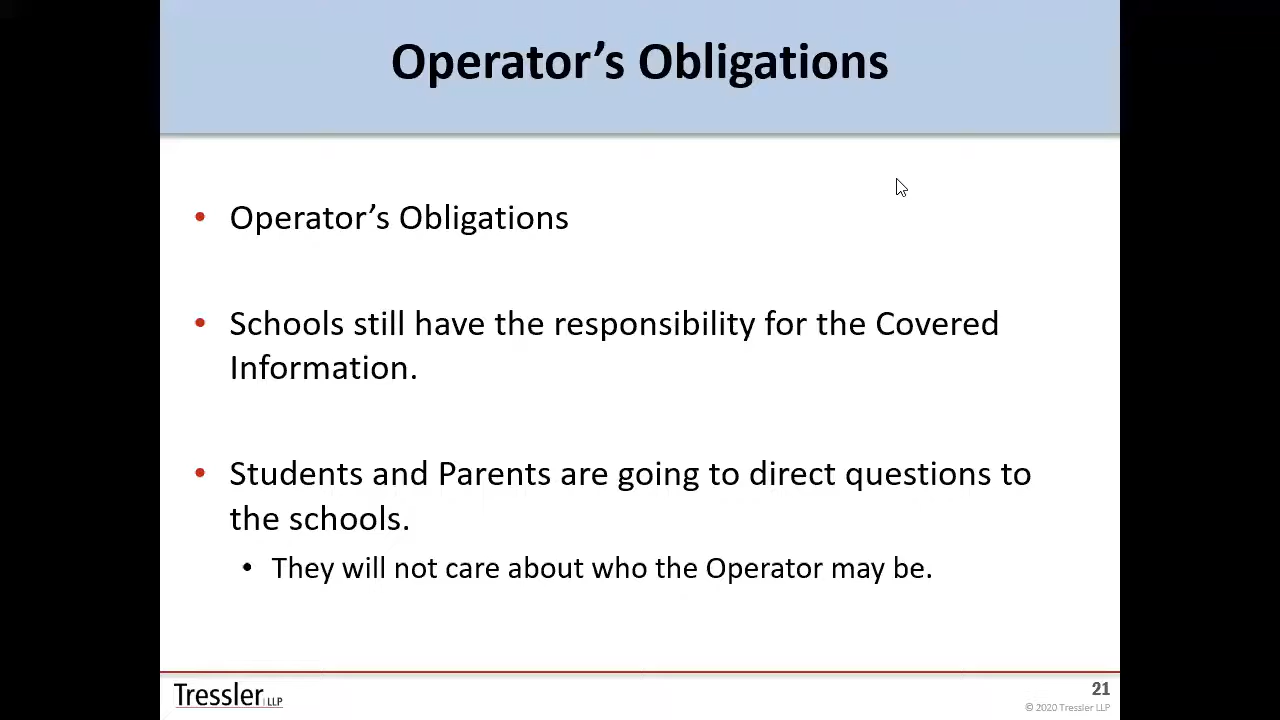 Operator’s Obligations
• Operator’s Obligations
• Schools still have the responsibility for the Covered
Information.
• Students and Parents are going to direct questions to
the schools.
• They will not care about who the Operator may be.
Tressler LLP
21
© 2020 Tressler LLP